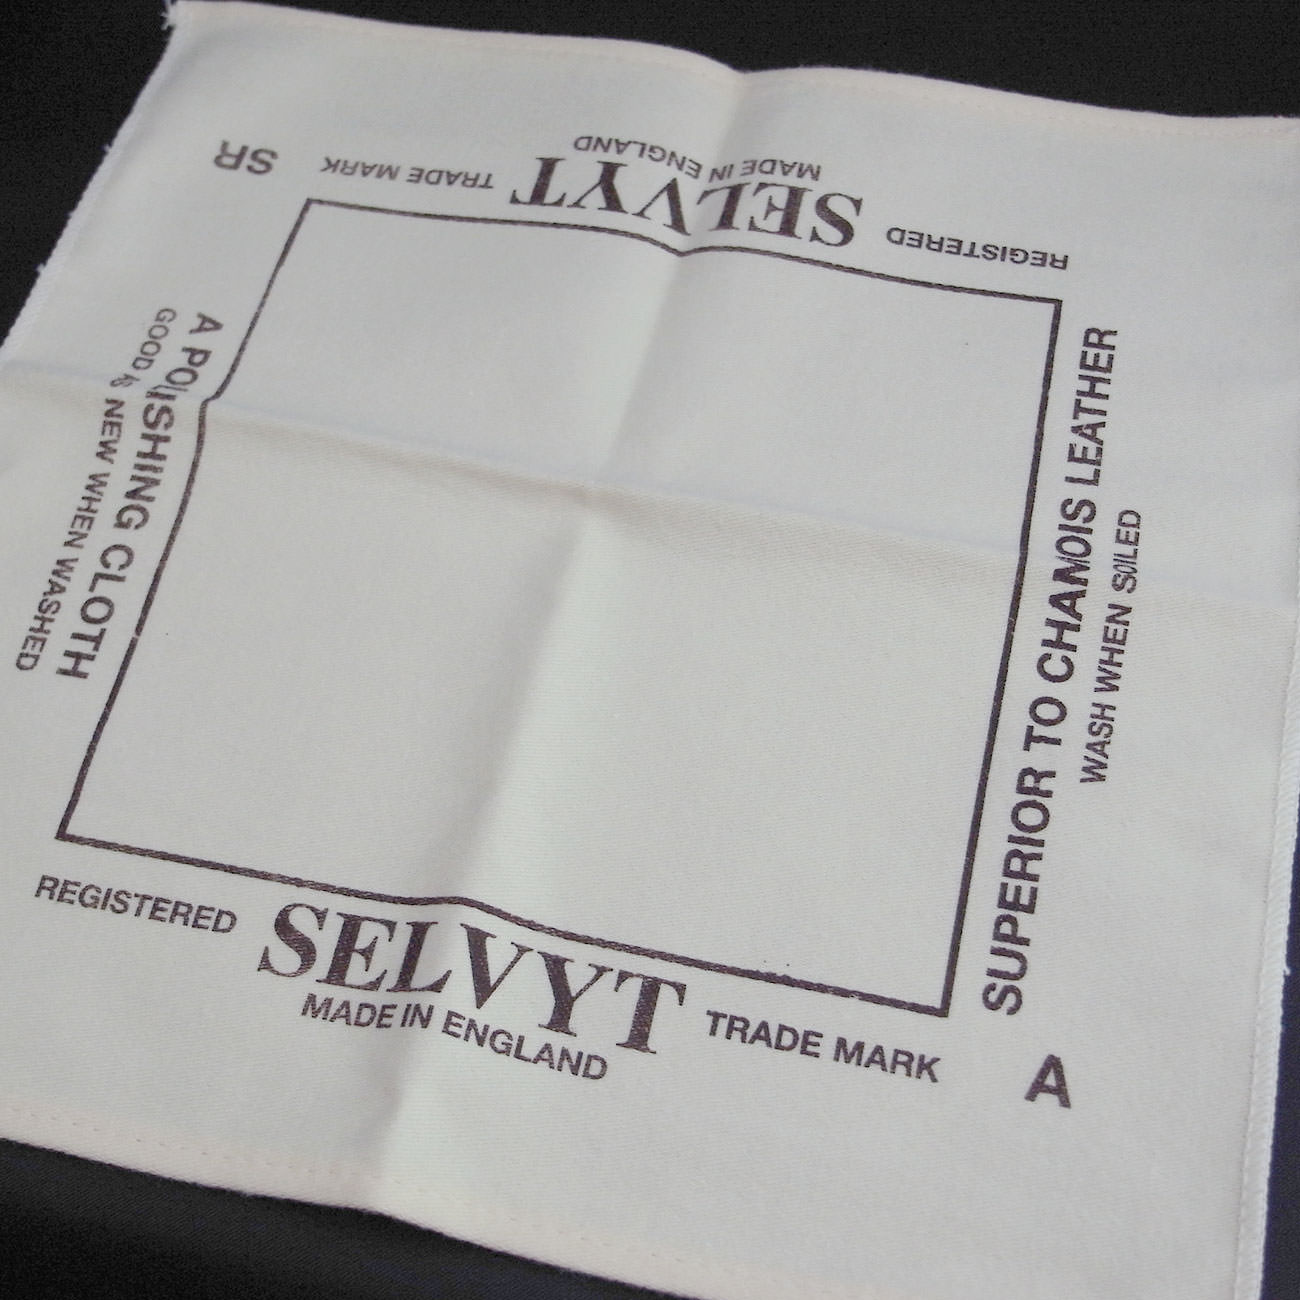 SR
REGISTERED SELVYT TRADE MARK
MADE IN ENGLAND
A POLISHING CLOTH
GOOD AS NEW WHEN WASHED
SUPERIOR TO CHAMOIS LEATHER
WASH WHEN SOILED
REGISTERED SELVYT TRADE MARK
MADE IN ENGLAND
A